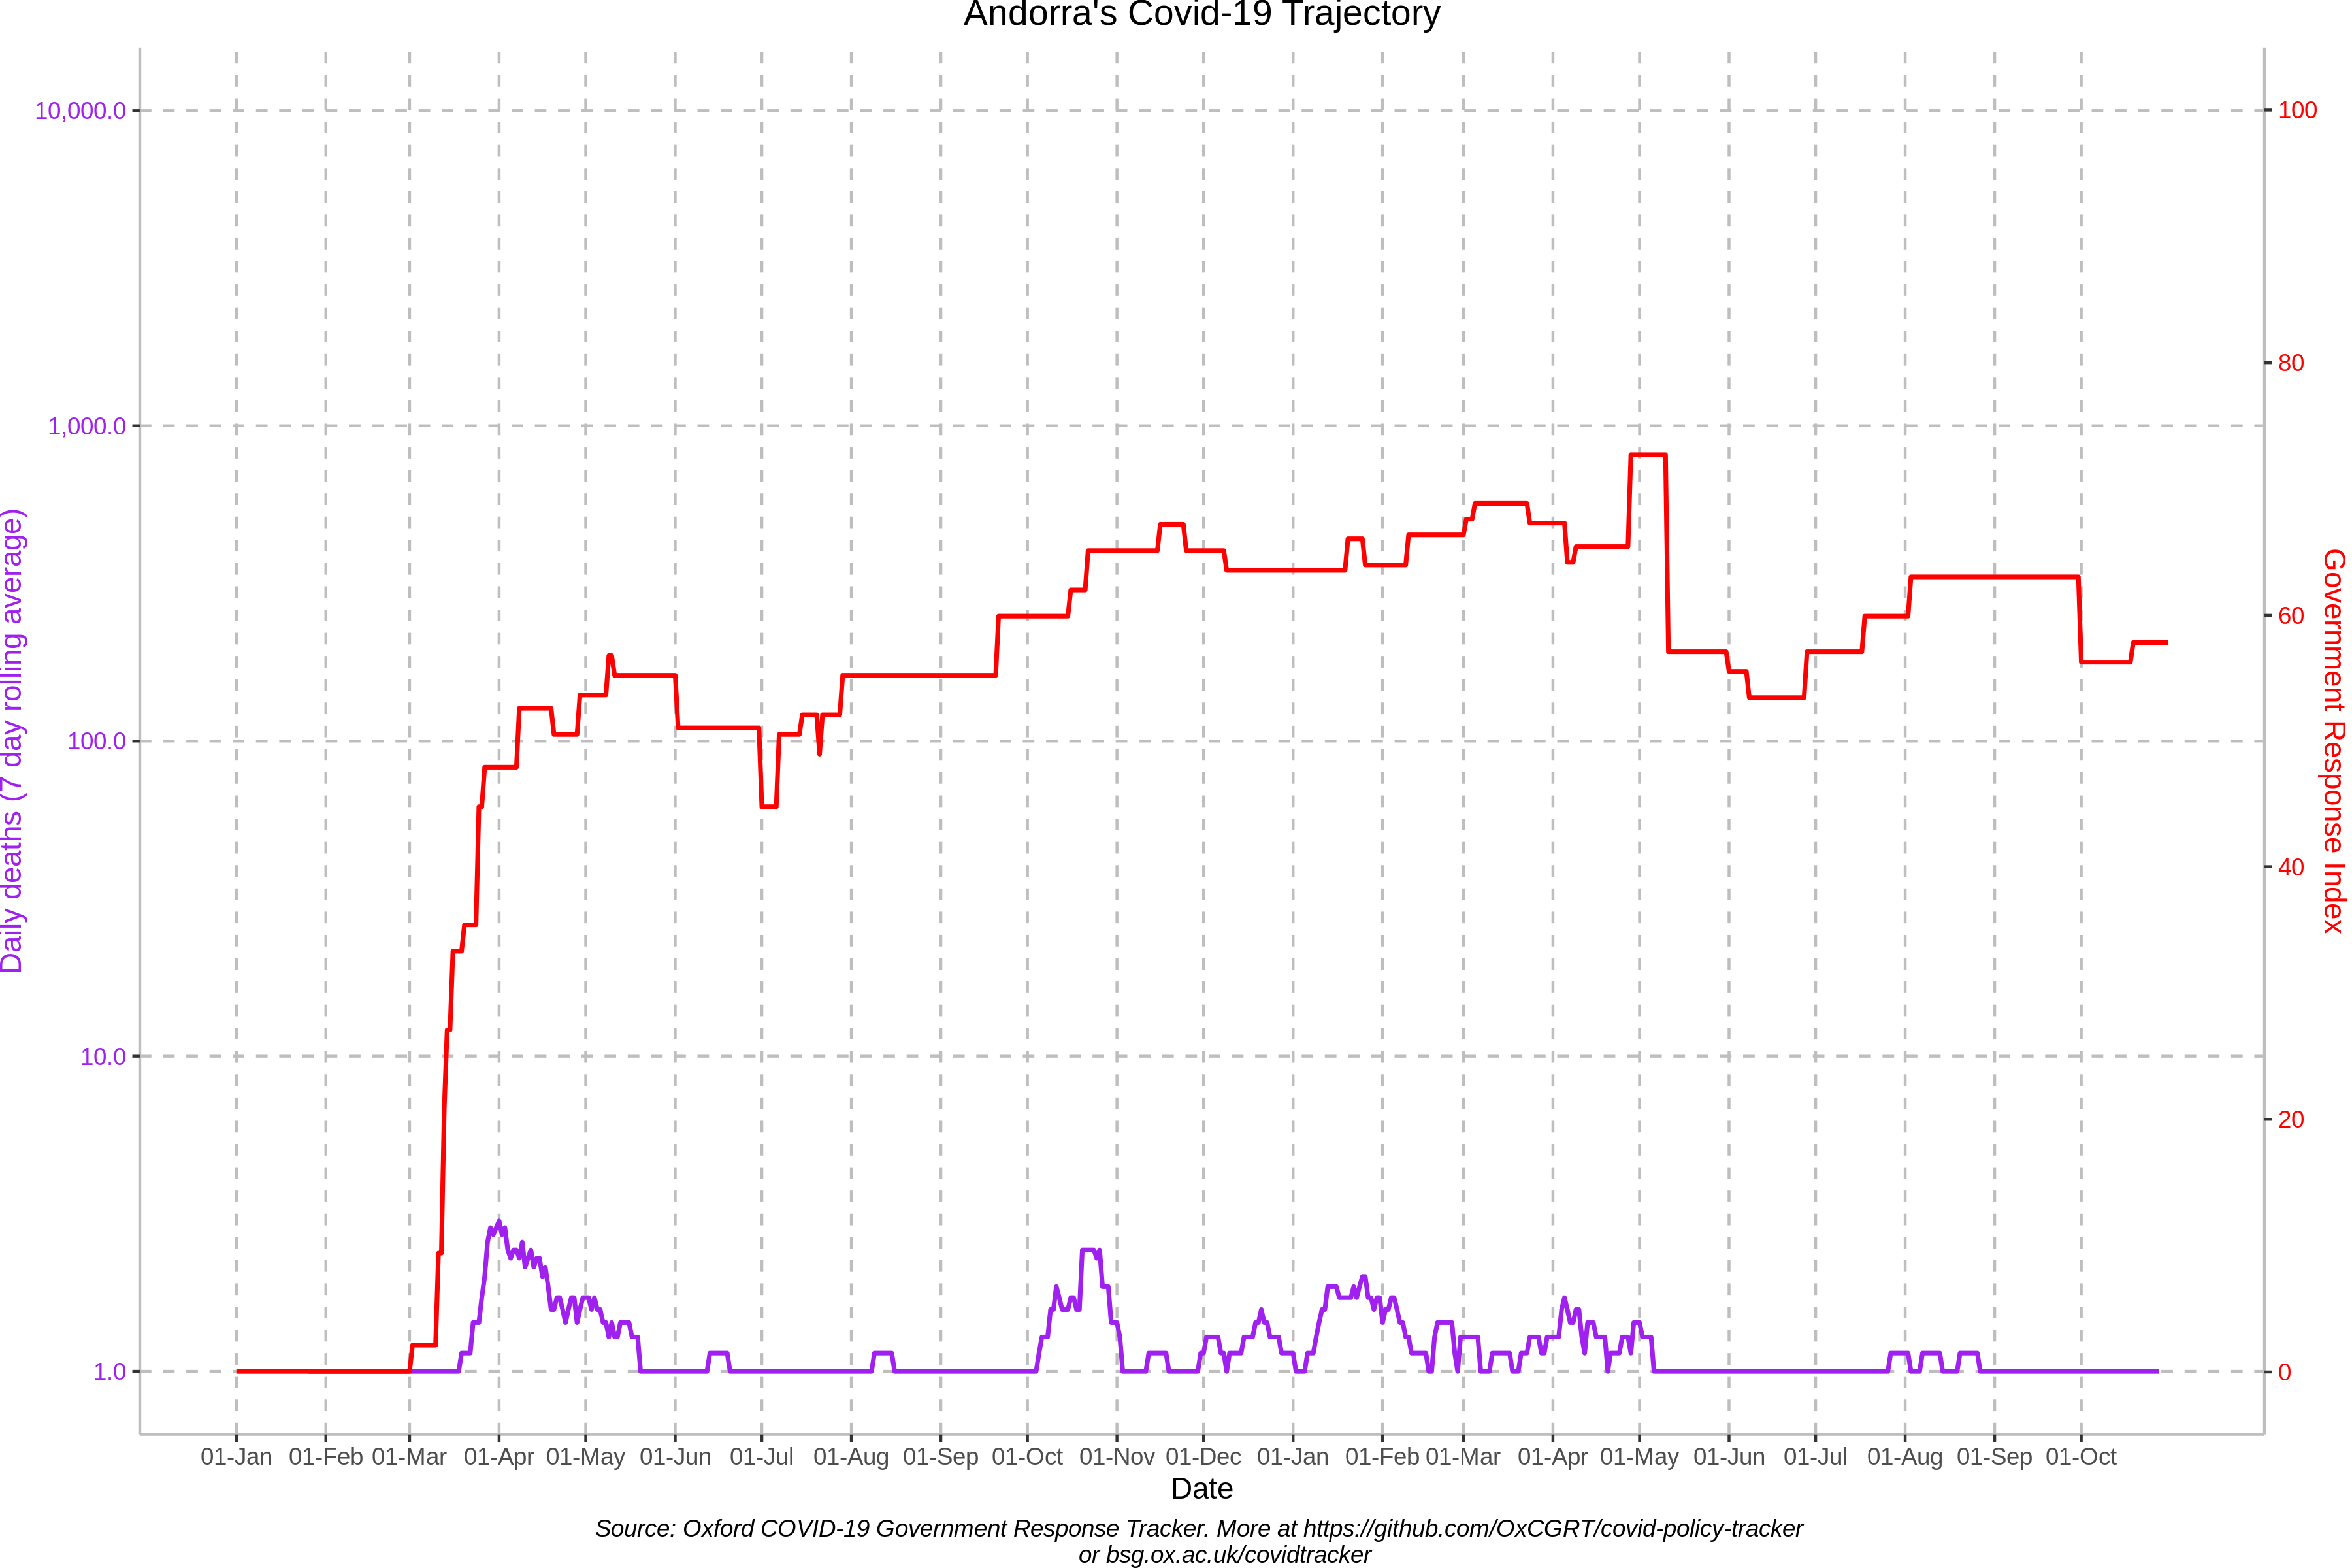 Andorra's Covid-19 Trajectory
10,000.0
1,000.0
100.0
10.0
1.0
Daily deaths (7 day rolling average)
100
80
60
40
20
0
Government Response Index
01-Jan 01-Feb 01-Mar 01-Apr 01-May 01-Jun 01-Jul 01-Aug 01-Sep 01-Oct 01-Nov 01-Dec 01-Jan 01-Feb 01-Mar 01-Apr 01-May 01-Jun 01-Jul 01-Aug 01-Sep 01-Oct
Date
Source: Oxford COVID-19 Government Response Tracker. More at https://github.com/OxCGRT/covid-policy-tracker
or bsg.ox.ac.uk/covidtracker